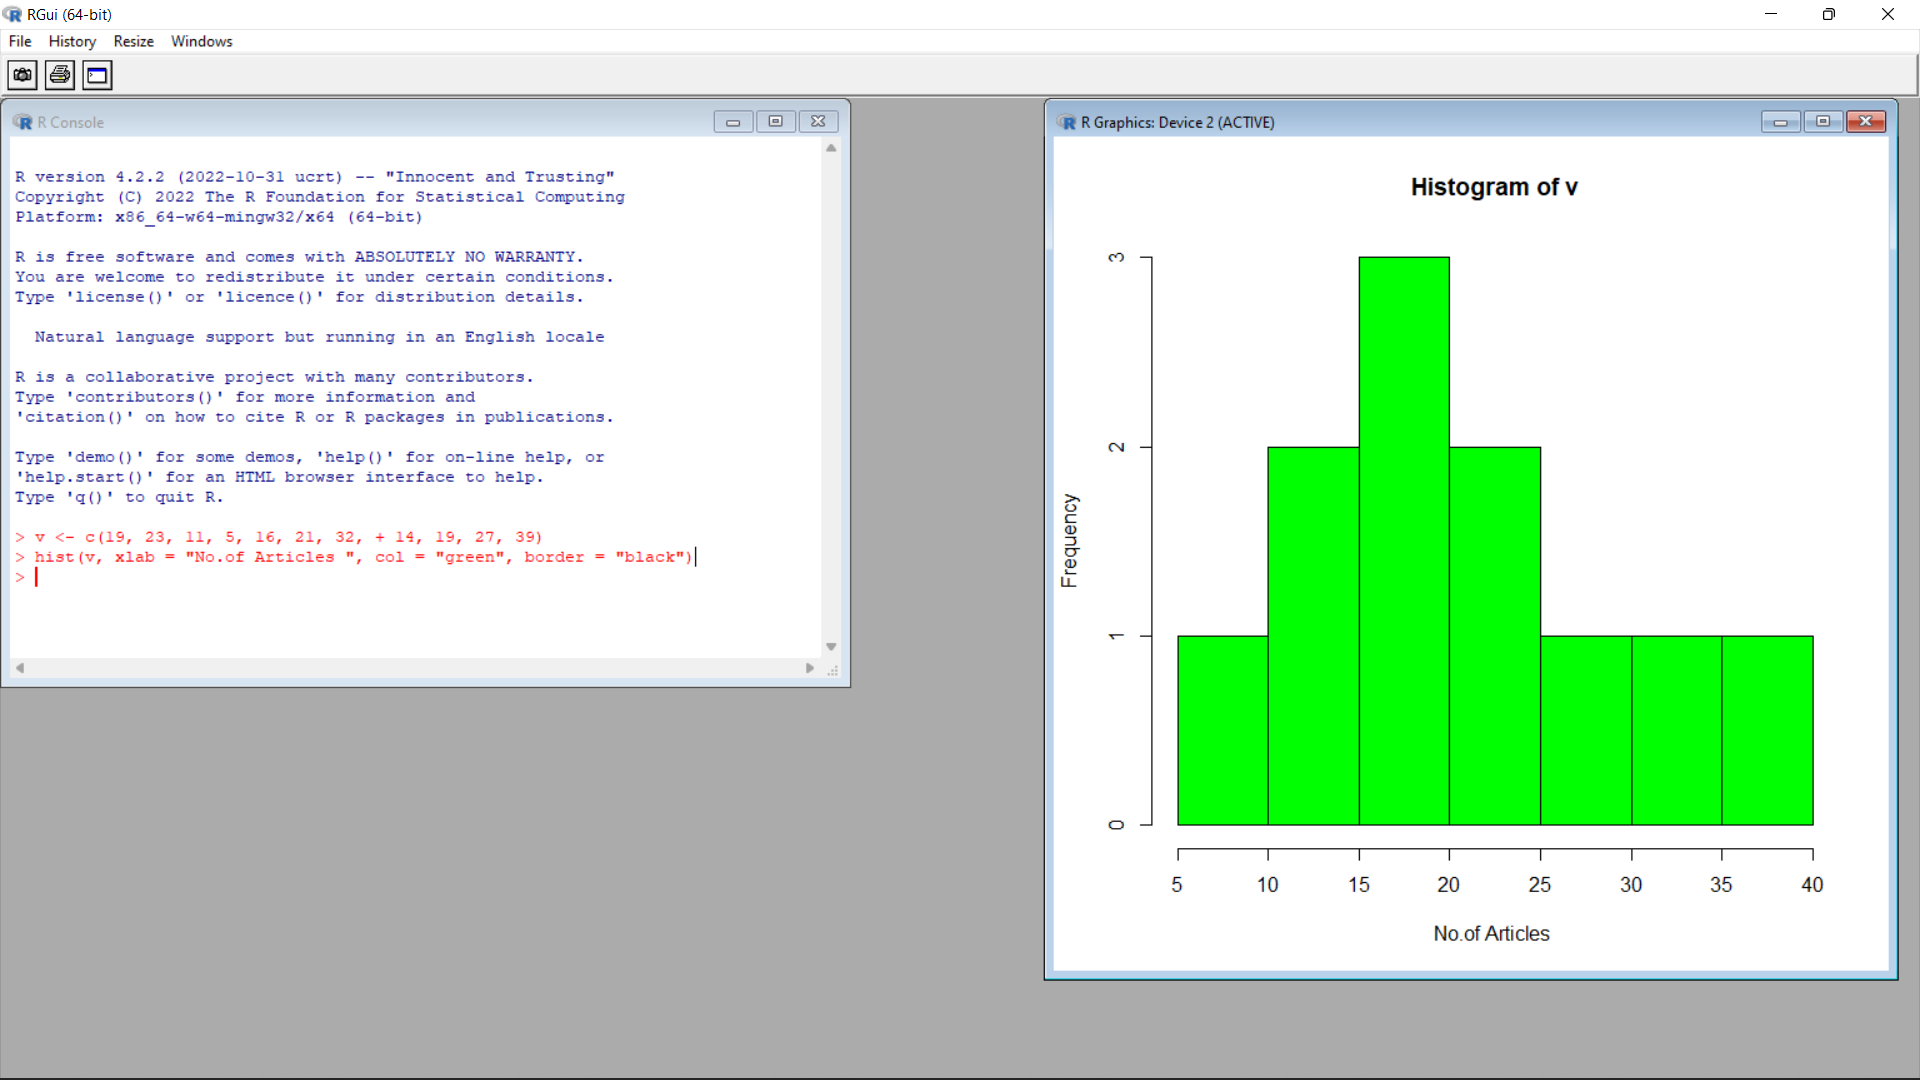 RGui (64-bit)
File History Resize Windows
R Console
R version 4.2.2 (2022-10-31 ucrt) -- "Innocent and Trusting"
Copyright (C) 2022 The R Foundation for Statistical Computing
Platform: x86_64-w64-mingw32/x64 (64-bit)
R is free software and comes with ABSOLUTELY NO WARRANTY.
You are welcome to redistribute it under certain conditions.
Type 'license()' or 'licence()' for distribution details.
Natural language support but running in an English locale
R is a collaborative project with many contributors.
Type 'contributors()' for more information and
'citation()' on how to cite R or R packages in publications.
Type 'demo()' for some demos, 'help()' for on-line help, or
'help.start()' for an HTML browser interface to help.
Type 'q()' to quit R.
> v <- c(19, 23, 11, 5, 16, 21, 32, + 14, 19, 27, 39)
> hist(v, xlab = "No.of Articles ", col = "green", border = "black")
>
R Graphics: Device 2 (ACTIVE)
Histogram of v
3
2
1
0
Frequency
5 10 15 20 25 30 35 40
No.of Articles